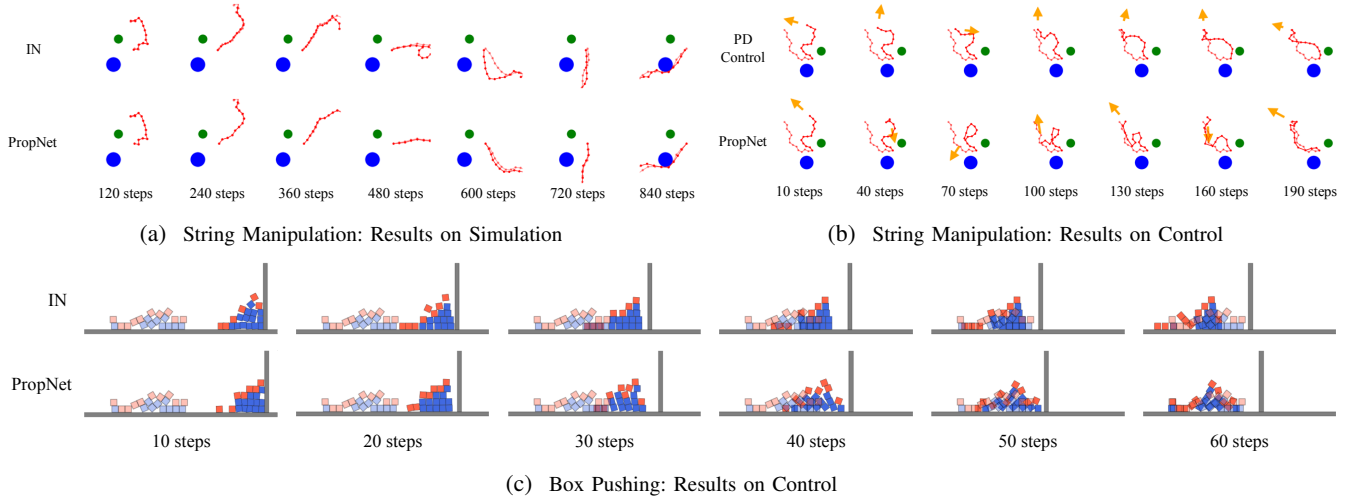 IN
PropNet
120 steps 240 steps 360 steps 480 steps 600 steps 720 steps 840 steps
(a) String Manipulation: Results on Simulation
PD
Control
PropNet
10 steps 40 steps 70 steps 100 steps 130 steps 160 steps 190 steps
(b) String Manipulation: Results on Control
IN
PropNet
10 steps 20 steps 30 steps 40 steps 50 steps 60 steps
(c) Box Pushing: Results on Control